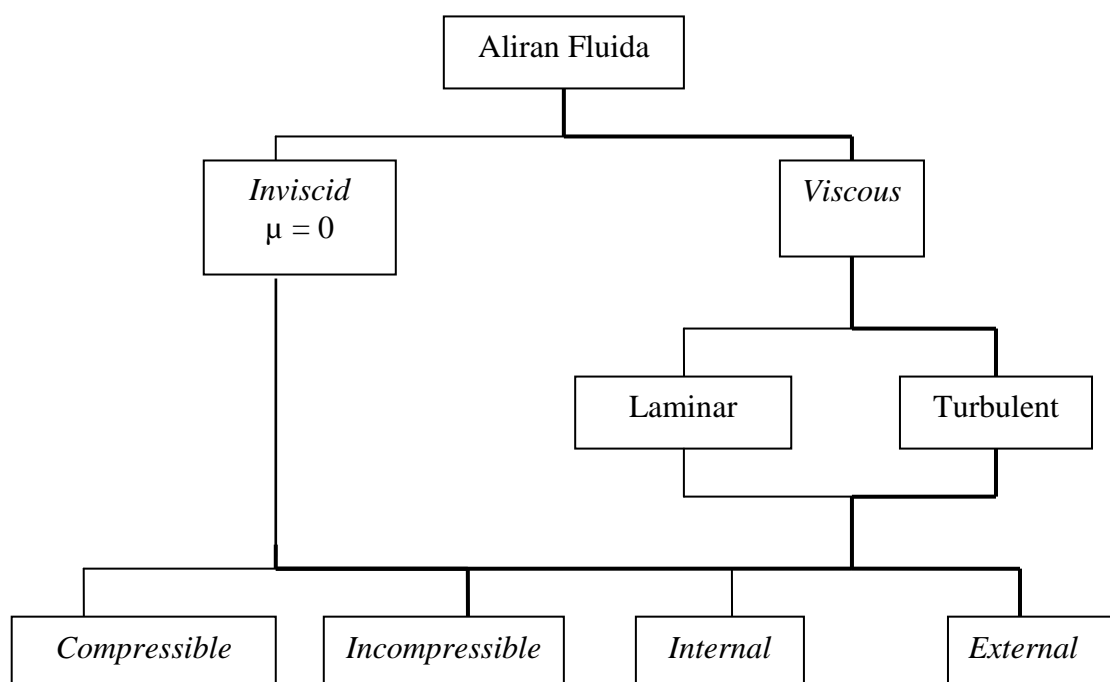 Aliran Fluida
Inviscid
µ = 0
Viscous
Laminar
Turbulent
Compressible
Incompressible
Internal
External